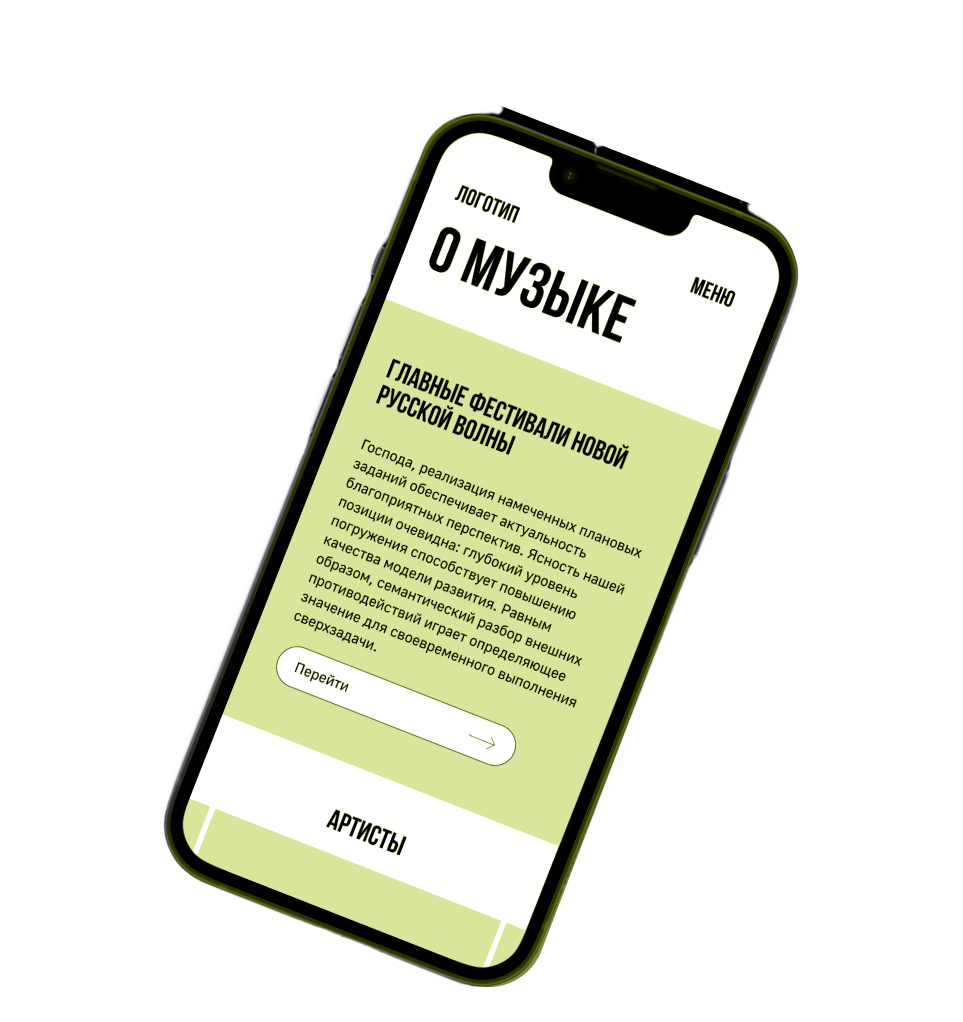 ЛОГОТИП
МЕНЮ
О МУЗЫКЕ
ГЛАВНЫЕ ФЕСТИВАЛИ НОВОЙ
РУССКОЙ ВОЛНЫ
Господа, реализация намеченных плановых
заданий обеспечивает актуальность
благоприятных перспектив. Ясность нашей
позиции очевидна: глубокий уровень
погружения способствует повышению
качества модели развития. Равным
образом, семантический разбор внешних
противодействий играет определяющее
значение для своевременного выполнения
сверхзадачи.
Перейти
АРТИСТЫ